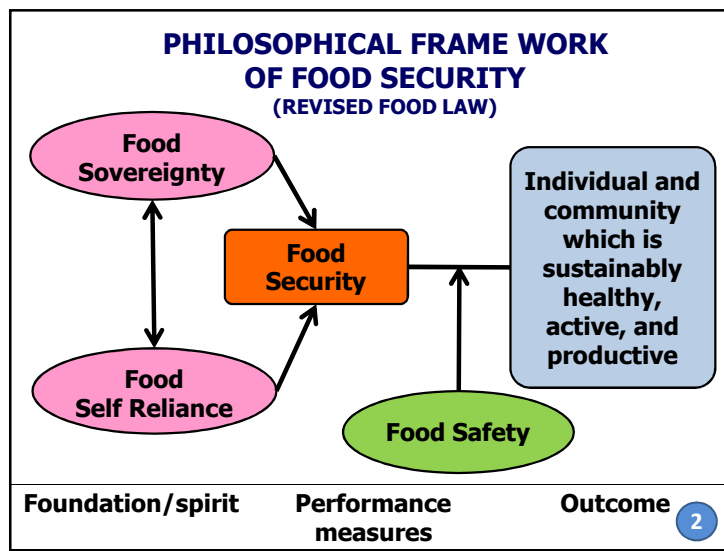 PHILOSOPHICAL FRAME WORK
OF FOOD SECURITY
(REVISED FOOD LAW)
Food
Sovereignty
Food
Security
Food
Self Reliance
Food Safety
Individual and
community
which is
sustainably
healthy,
active, and
productive
Foundation/spirit
Performance
measures
Outcome
2